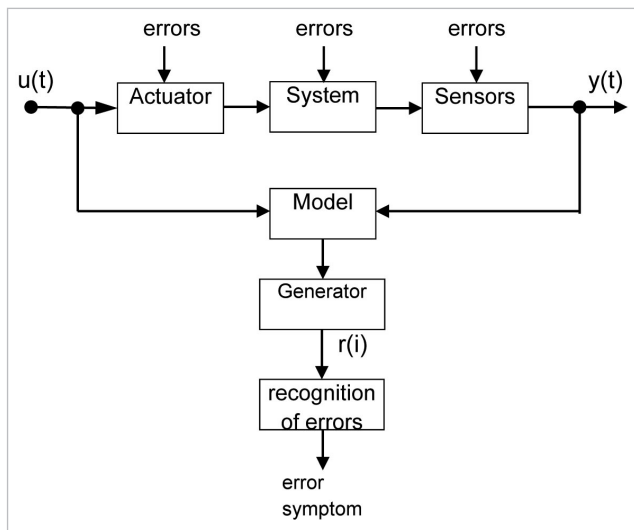 errors errors errors
u(t) Actuator System Sensors y(t)
Model
Generator
r(i)
recognition
of errors
error
symptom